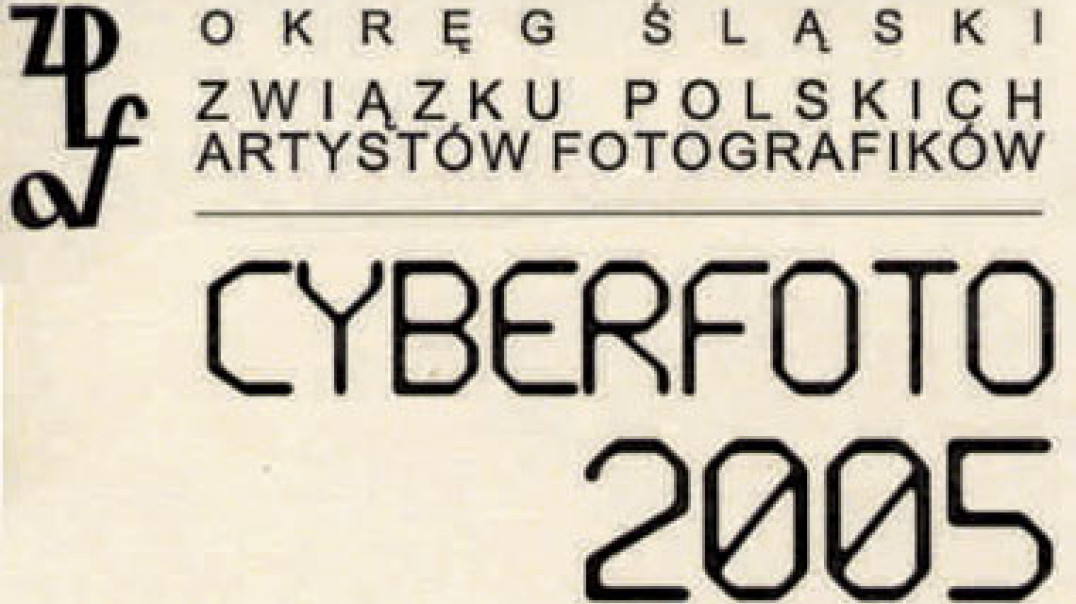 ZPAF
OKRĘG ŚLĄSKI
ZWIĄZKU POLSKICH
ARTYSTÓW FOTOGRAFIKÓW
CYBERFOTO
2005